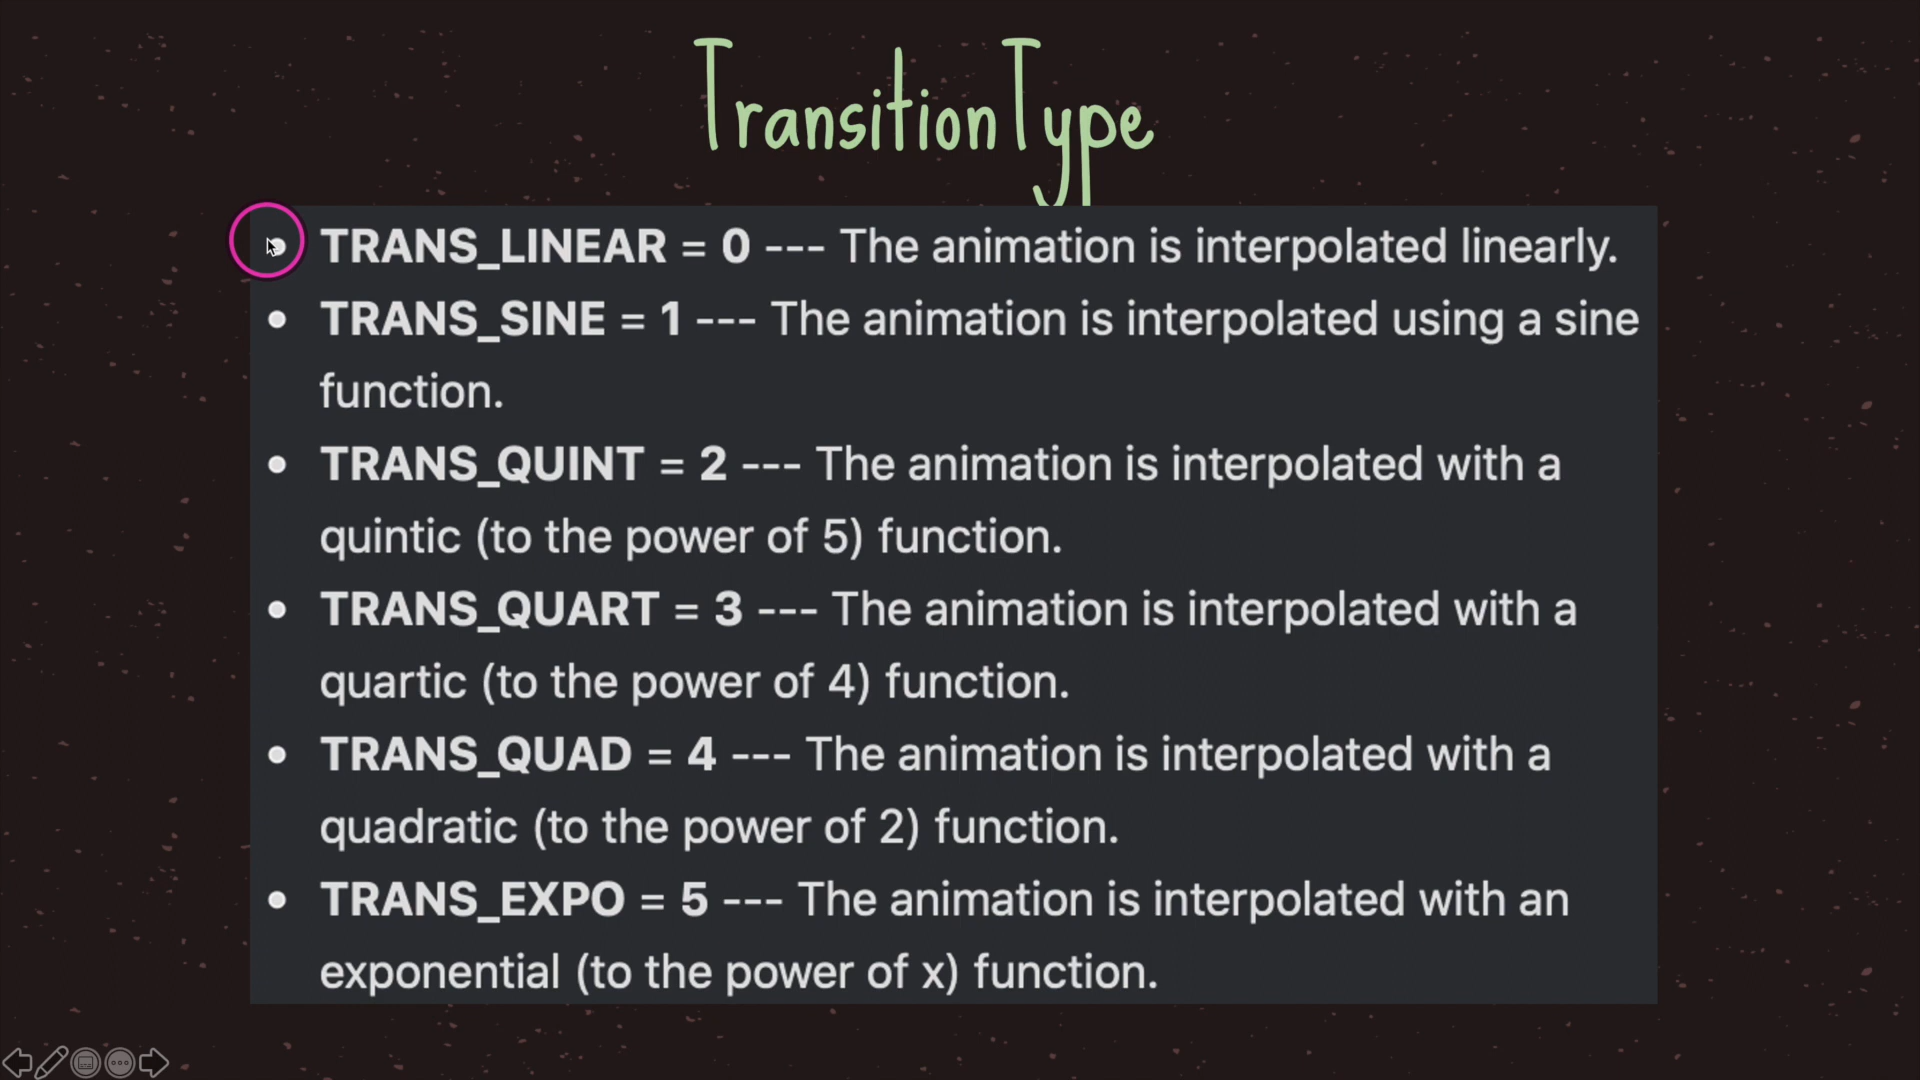 TransitionType
TRANS_LINEAR = 0 --- The animation is interpolated linearly.
TRANS_SINE = 1 --- The animation is interpolated using a sine
function.
TRANS_QUINT = 2 --- The animation is interpolated with a
quintic (to the power of 5) function.
TRANS_QUART = 3 --- The animation is interpolated with a
quartic (to the power of 4) function.
TRANS_QUAD = 4 --- The animation is interpolated with a
quadratic (to the power of 2) function.
TRANS_EXPO = 5 --- The animation is interpolated with an
exponential (to the power of x) function.